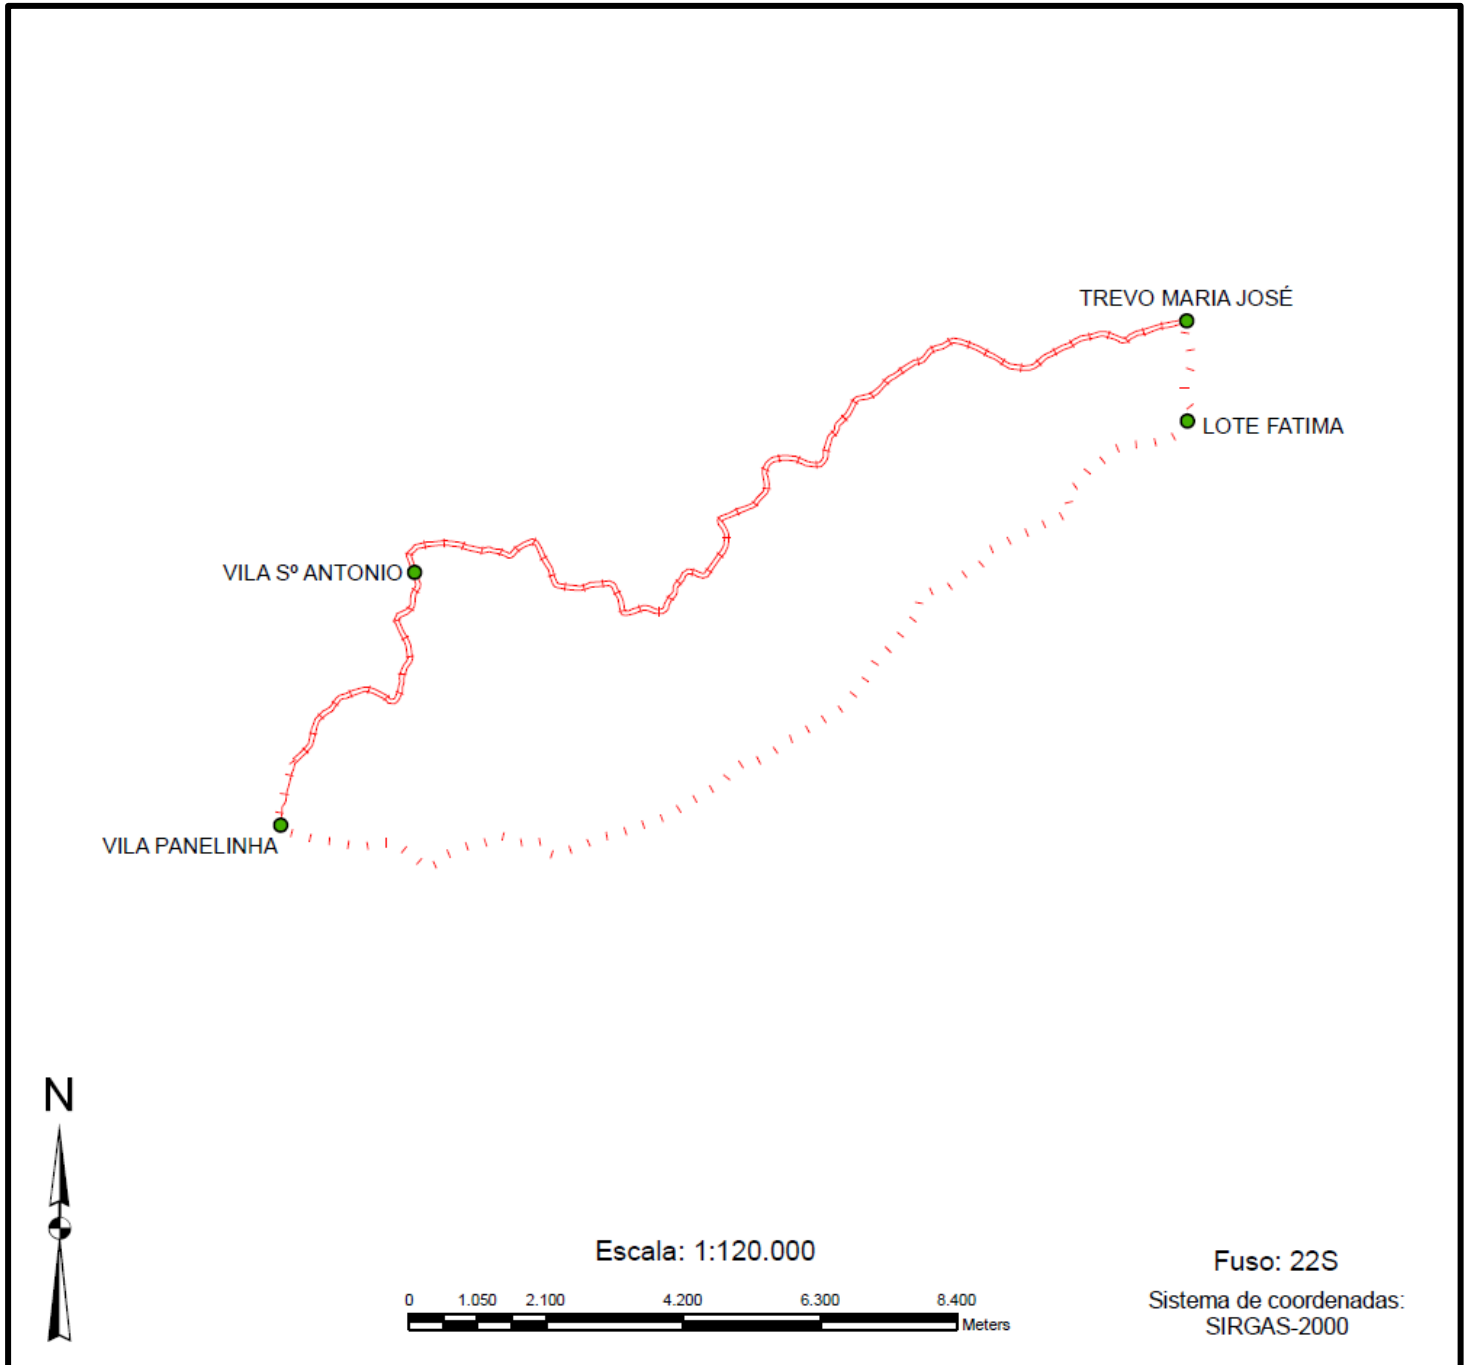 TREVO MARIA JOSÉ
LOTE FATIMA
VILA Sº ANTONIO
VILA PANELINHA
N
Escala: 1:120.000
0 1.050 2.100 4.200 6.300 8.400
Meters
Fuso: 22S
Sistema de coordenadas:
SIRGAS-2000